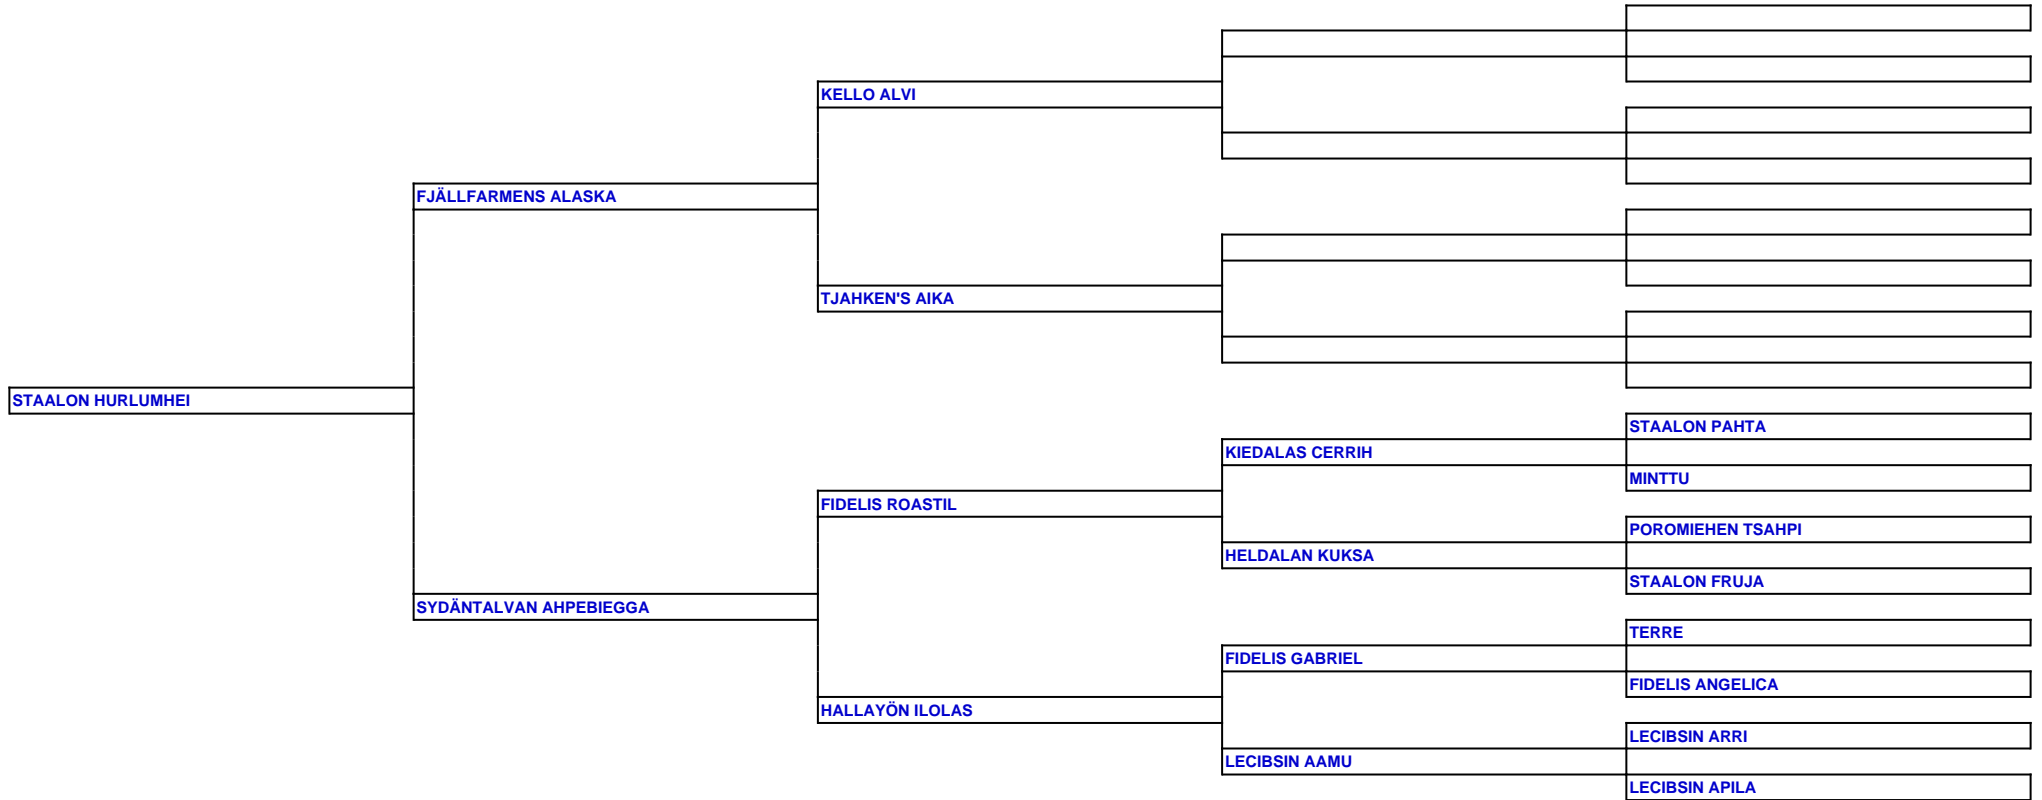 KELLO ALVI
FJÄLLFARMENS ALASKA
TJAHKEN'S AIKA
STAALON HURLUMHEI
STAALON PAHTA
KIEDALAS CERRIH
MINTTU
FIDELIS ROASTIL
POROMIEHEN TSAHPI
HELDALAN KUKSA
STAALON FRUJA
SYDÄNTALVAN AHPEBIEGGA
TERRE
FIDELIS GABRIEL
FIDELIS ANGELICA
HALLAYÖN ILOLAS
LECIBSIN ARRI
LECIBSIN AAMU
LECIBSIN APILA